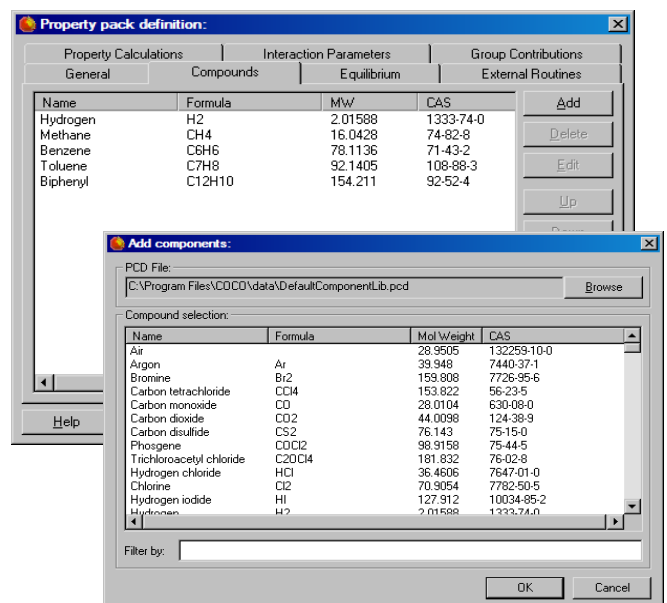 Property pack definition:
Property Calculations Interaction Parameters Group Contributions
General Compounds Equilibrium External Routines
Name Formula MW CAS Add
Hydrogen H2 2.01588 1333-74-0
Methane CH4 16.0428 74-82-8 Delete
Benzene C6H6 78.1136 71-43-2
Toluene C7H8 92.1405 108-88-3 Edit
Biphenyl C12H10 154.211 92-52-4
Up
Down
Help
Add components:
PCD File:
C:\Program Files\COCO\data\DefaultComponentLib.pcd Browse
Compound selection:
Name Formula Mol Weight CAS
Air 28.9505 132259-10-0
Argon Ar 39.948 7440-37-1
Bromine Br2 159.808 7726-95-6
Carbon tetrachloride CCl4 153.822 56-23-5
Carbon monoxide CO 28.0104 630-08-0
Carbon dioxide CO2 44.0098 124-38-9
Carbon disulfide CS2 76.143 75-15-0
Phosgene COCl2 98.9158 75-44-5
Trichloroacetyl chloride C2OCl4 181.832 76-02-8
Hydrogen chloride HCl 36.4606 7647-01-0
Chlorine Cl2 70.9054 7782-50-5
Hydrogen iodide HI 127.912 10034-85-2
Hydrogen H2 2.01588 1333-74-0
Filter by:
OK Cancel